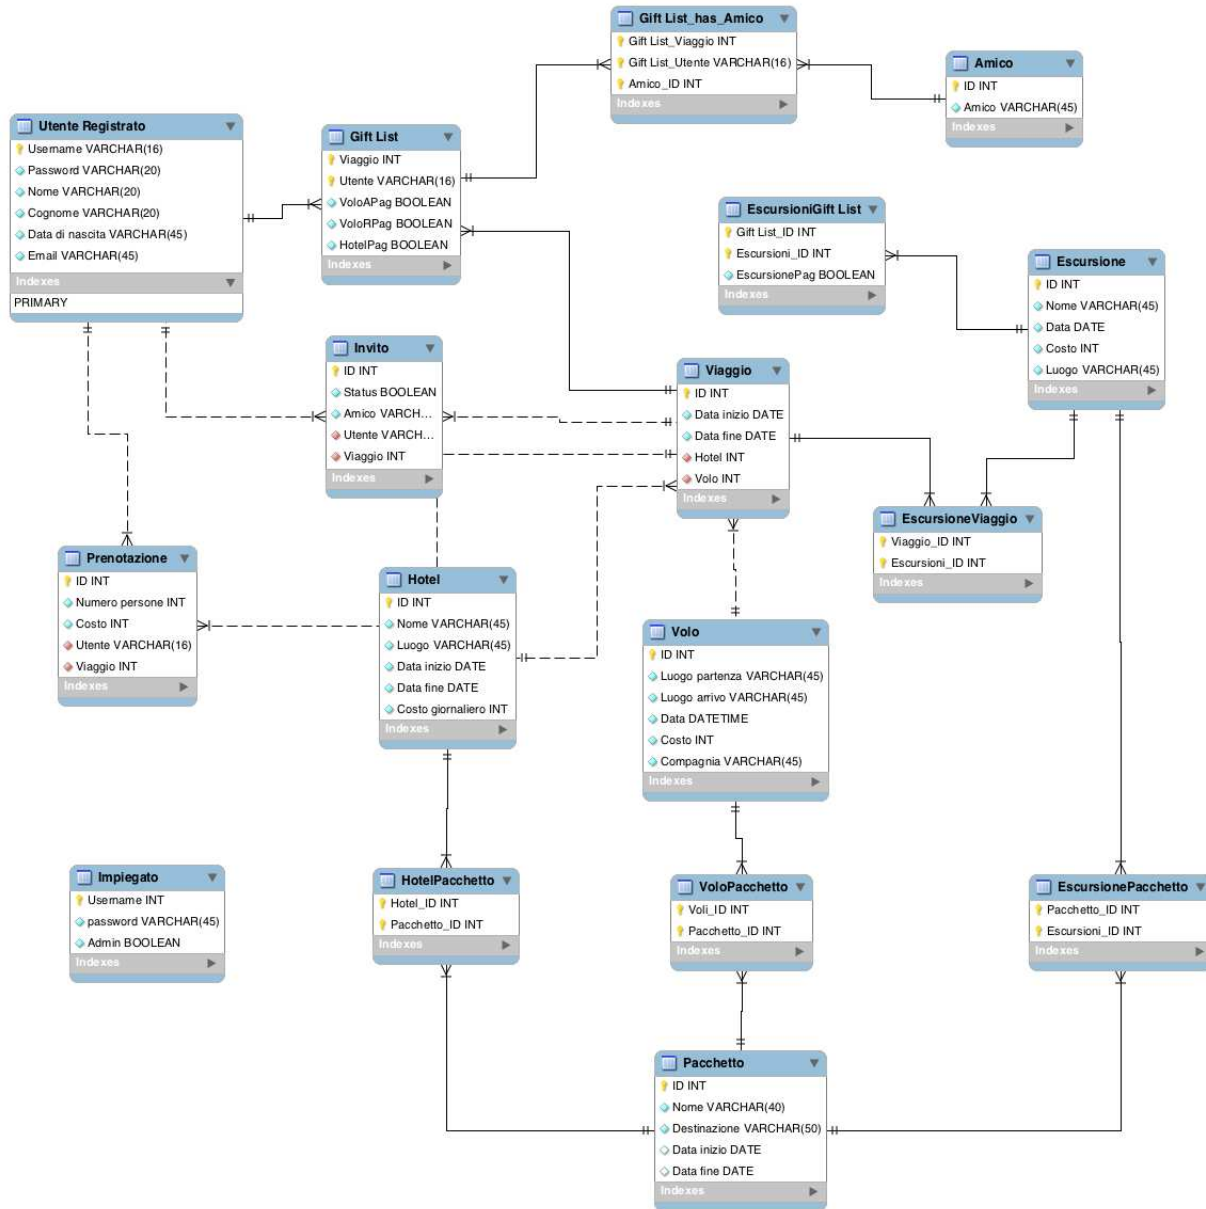 Gift List_has_Amico
Gift List_Viaggio INT
Gift List_Utente VARCHAR(16)
Amico_ID INT
Indexes
Amico
ID INT
Amico VARCHAR(45)
Indexes
Utente Registrato
Username VARCHAR(16)
Password VARCHAR(20)
Nome VARCHAR(20)
Cognome VARCHAR(20)
Data di nascita VARCHAR(45)
Email VARCHAR(45)
Indexes
PRIMARY
Gift List
Viaggio INT
Utente VARCHAR(16)
VoloAPag BOOLEAN
VoloRPag BOOLEAN
HotelPag BOOLEAN
Indexes
EscursioniGift List
Gift List_ID INT
Escursioni_ID INT
EscursionePag BOOLEAN
Indexes
Escursione
ID INT
Nome VARCHAR(45)
Data DATE
Costo INT
Luogo VARCHAR(45)
Indexes
Invito
ID INT
Status BOOLEAN
Amico VARCH...
Utente VARCH...
Viaggio INT
Indexes
Viaggio
ID INT
Data inizio DATE
Data fine DATE
Hotel INT
Volo INT
Indexes
EscursioneViaggio
Viaggio_ID INT
Escursioni_ID INT
Indexes
Prenotazione
ID INT
Numero persone INT
Costo INT
Utente VARCHAR(16)
Viaggio INT
Indexes
Hotel
ID INT
Nome VARCHAR(45)
Luogo VARCHAR(45)
Data inizio DATE
Data fine DATE
Costo giornaliero INT
Indexes
Volo
ID INT
Luogo partenza VARCHAR(45)
Luogo arrivo VARCHAR(45)
Data DATETIME
Costo INT
Compagnia VARCHAR(45)
Indexes
Impiegato
Username INT
password VARCHAR(45)
Admin BOOLEAN
Indexes
HotelPacchetto
Hotel_ID INT
Pacchetto_ID INT
Indexes
VoloPacchetto
Voli_ID INT
Pacchetto_ID INT
Indexes
EscursionePacchetto
Pacchetto_ID INT
Escursioni_ID INT
Indexes
Pacchetto
ID INT
Nome VARCHAR(40)
Destinazione VARCHAR(50)
Data inizio DATE
Data fine DATE
Indexes